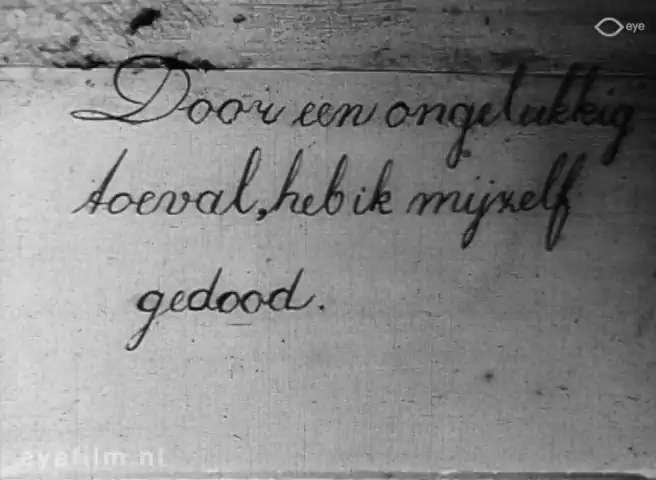 eye
Door een ongelukkig
toeval, heb ik mijzelf
gedood.
eyefilm.nl